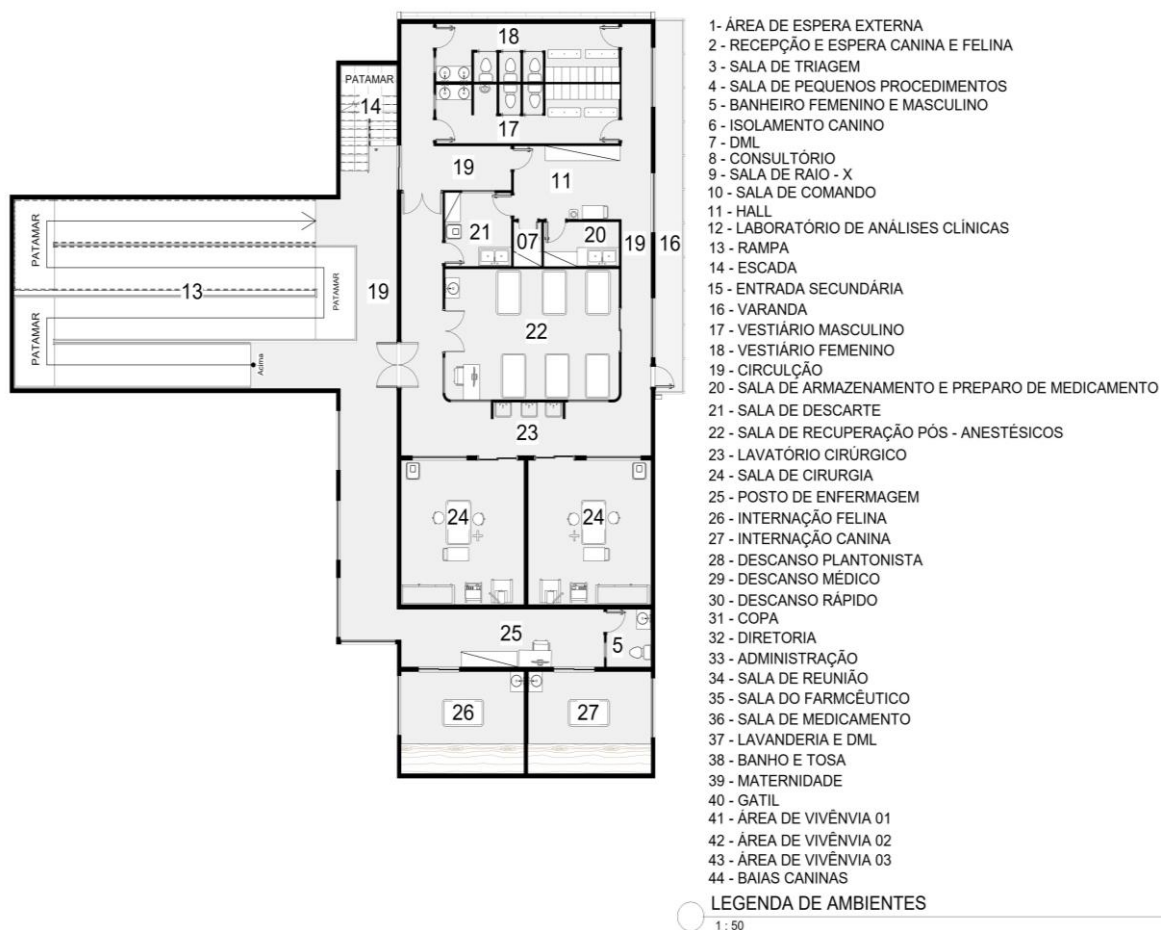 18
PATAMAR
14
17
19
11
21
07
20
19
16
PATAMAR
13
PATAMAR
19
22
PATAMAR
Acima
23
24
24
25
5
26
27
1- ÁREA DE ESPERA EXTERNA
2 - RECEPÇÃO E ESPERA CANINA E FELINA
3 - SALA DE TRIAGEM
4 - SALA DE PEQUENOS PROCEDIMENTOS
5 - BANHEIRO FEMENINO E MASCULINO
6 - ISOLAMENTO CANINO
7 - DML
8 - CONSULTÓRIO
9 - SALA DE RAIO - X
10 - SALA DE COMANDO
11 - HALL
12 - LABORATÓRIO DE ANÁLISES CLÍNICAS
13 - RAMPA
14 - ESCADA
15 - ENTRADA SECUNDÁRIA
16 - VARANDA
17 - VESTIÁRIO MASCULINO
18 - VESTIÁRIO FEMENINO
19 - CIRCULÇÃO
20 - SALA DE ARMAZENAMENTO E PREPARO DE MEDICAMENTO
21 - SALA DE DESCARTE
22 - SALA DE RECUPERAÇÃO PÓS - ANESTÉSICOS
23 - LAVATÓRIO CIRÚRGICO
24 - SALA DE CIRURGIA
25 - POSTO DE ENFERMAGEM
26 - INTERNAÇÃO FELINA
27 - INTERNAÇÃO CANINA
28 - DESCANSO PLANTONISTA
29 - DESCANSO MÉDICO
30 - DESCANSO RÁPIDO
31 - COPA
32 - DIRETORIA
33 - ADMINISTRAÇÃO
34 - SALA DE REUNIÃO
35 - SALA DO FARMCÊUTICO
36 - SALA DE MEDICAMENTO
37 - LAVANDERIA E DML
38 - BANHO E TOSA
39 - MATERNIDADE
40 - GATIL
41 - ÁREA DE VIVÊNVIA 01
42 - ÁREA DE VIVÊNVIA 02
43 - ÁREA DE VIVÊNVIA 03
44 - BAIAS CANINAS
LEGENDA DE AMBIENTES
1 : 50